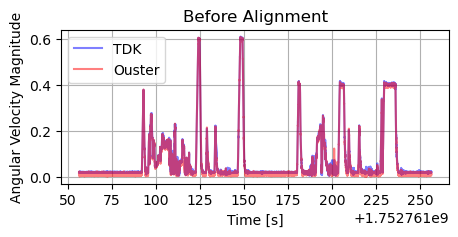 Before Alignment
Angular Velocity Magnitude
0.6
0.4
0.2
0.0
TDK
Ouster
50 75 100 125 150 175 200 225 250
Time [s]
+1.752761e9